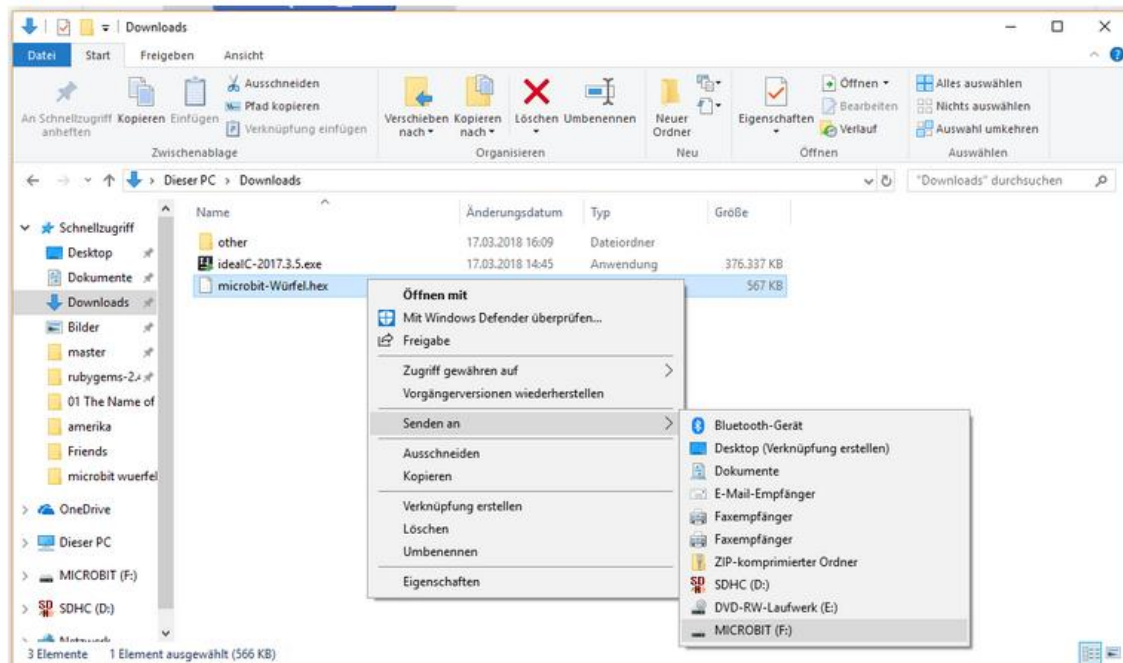 Downloads
Datei Start Freigeben Ansicht
An Schnellzugriff anheften
Kopieren
Einfügen
Ausschneiden
Pfad kopieren
Verknüpfung einfügen
Zwischenablage
Verschieben nach
Kopieren nach
Löschen
Umbenennen
Organisieren
Neuer Ordner
Neu
Eigenschaften
Öffnen
Bearbeiten
Verlauf
Öffnen
Alles auswählen
Nichts auswählen
Auswahl umkehren
Auswählen
Dieser PC > Downloads
"Downloads" durchsuchen
Schnellzugriff
Desktop
Dokumente
Downloads
Bilder
master
rubygems-2.
01 The Name of
amerika
Friends
microbit wuerfel
OneDrive
Dieser PC
MICROBIT (F:)
SDHC (D:)
Name Änderungsdatum Typ Größe
other 17.03.2018 16:09 Dateiordner
ideaIC-2017.3.5.exe 17.03.2018 14:45 Anwendung 376.337 KB
microbit-Würfel.hex 567 KB
Öffnen mit
Mit Windows Defender überprüfen...
Freigabe
Zugriff gewähren auf
Vorgängerversionen wiederherstellen
Senden an
Ausschneiden
Kopieren
Verknüpfung erstellen
Löschen
Umbenennen
Eigenschaften
Bluetooth-Gerät
Desktop (Verknüpfung erstellen)
Dokumente
E-Mail-Empfänger
Faxempfänger
Faxempfänger
ZIP-komprimierter Ordner
SDHC (D:)
DVD-RW-Laufwerk (E:)
MICROBIT (F:)
3 Elemente 1 Element ausgewählt (566 KB)